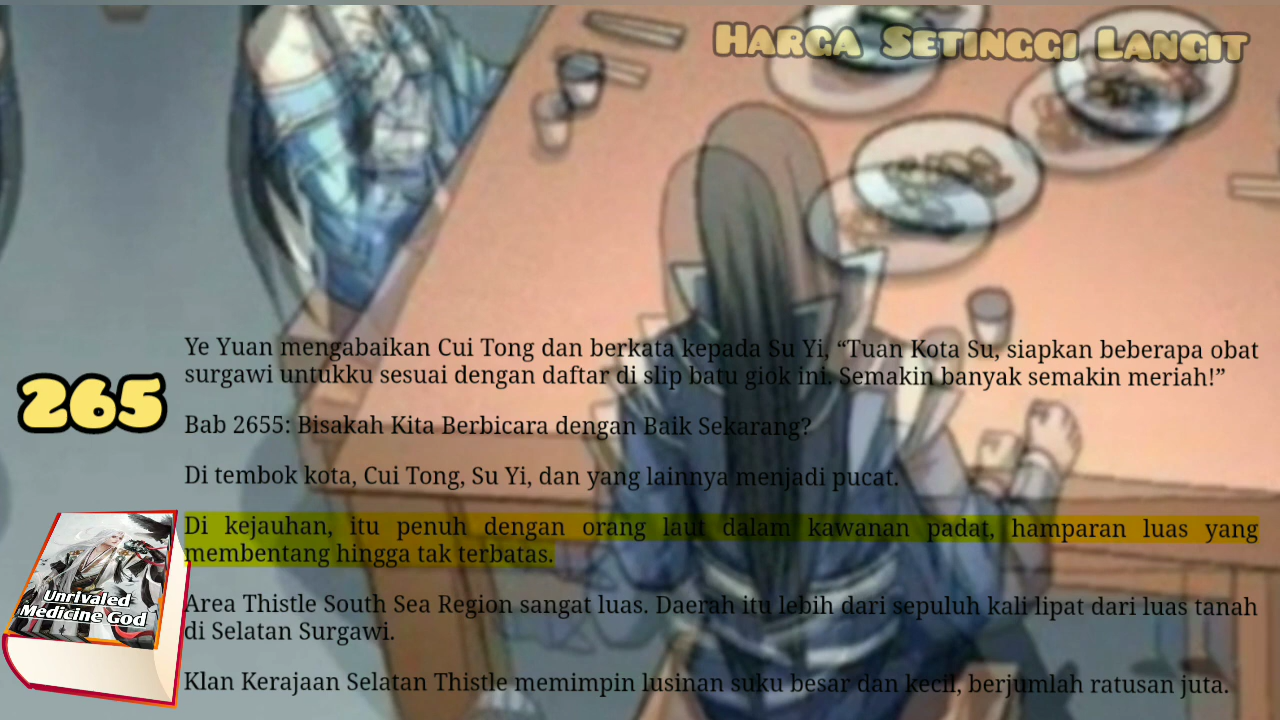 Harga Setinggi Langit
Ye Yuan mengabaikan Cui Tong dan berkata kepada Su Yi, “Tuan Kota Su, siapkan beberapa obat
surgawi untukku sesuai dengan daftar di slip batu giok ini. Semakin banyak semakin meriah!”
265
Bab 2655: Bisakah Kita Berbicara dengan Baik Sekarang?
Di tembok kota, Cui Tong, Su Yi, dan yang lainnya menjadi pucat.
Di kejauhan, itu penuh dengan orang laut dalam kawanan padat, hamparan luas yang
membentang hingga tak terbatas.
Unrivaled
Medicine God
Area Thistle South Sea Region sangat luas. Daerah itu lebih dari sepuluh kali lipat dari luas tanah
di Selatan Surgawi.
Klan Kerajaan Selatan Thistle memimpin lusinan suku besar dan kecil, berjumlah ratusan juta.